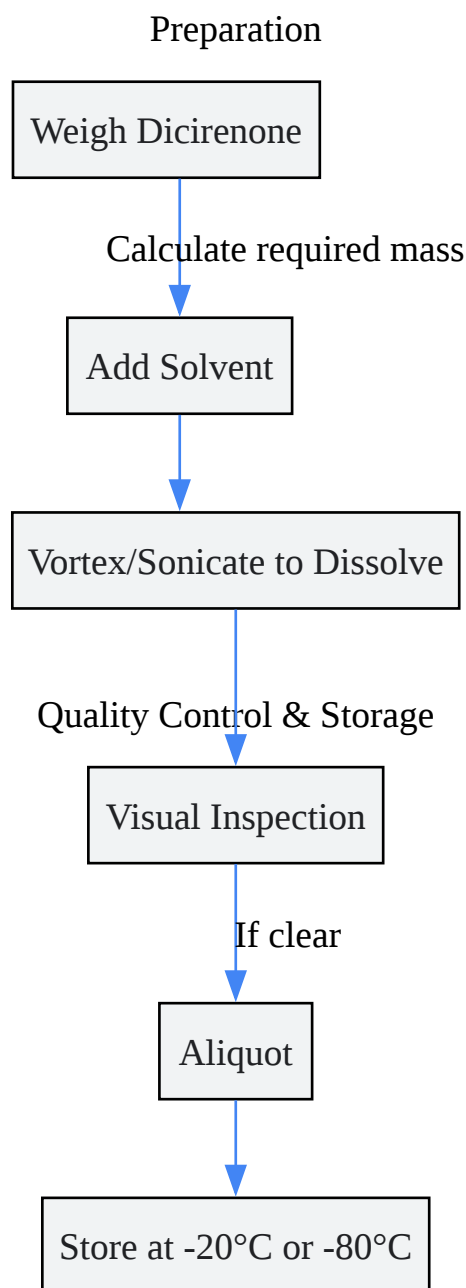 Preparation
Weigh Dicirenone
Calculate required mass
Add Solvent
Vortex/Sonicate to Dissolve
Quality Control & Storage
Visual Inspection
If clear
Aliquot
Store at -20°C or -80°C